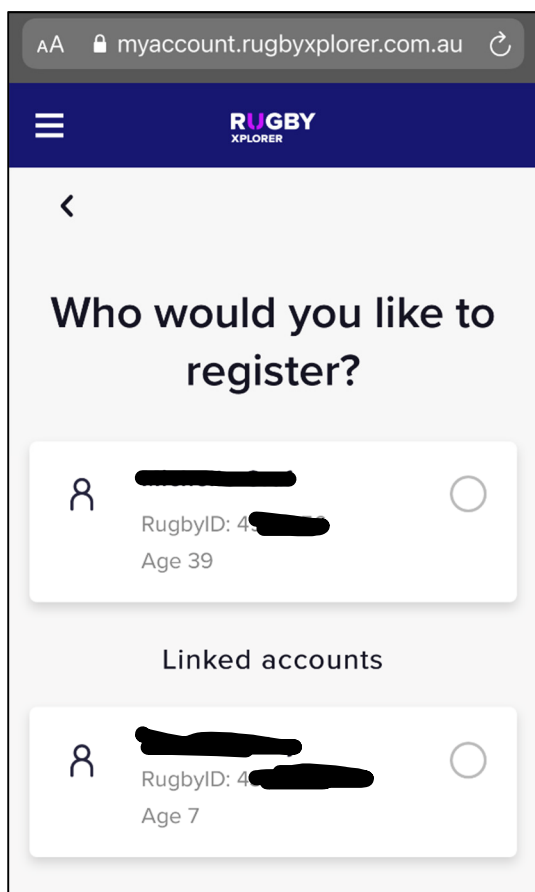 AA myaccount.rugbyxplorer.com.au
RUGBY
XPLORER
Who would you like to
register?
RugbyID: 4
Age 39
Linked accounts
RugbyID: 4
Age 7